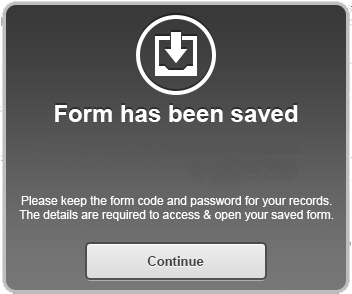 Form has been saved
Please keep the form code and password for your records.
The details are required to access & open your saved form.
Continue